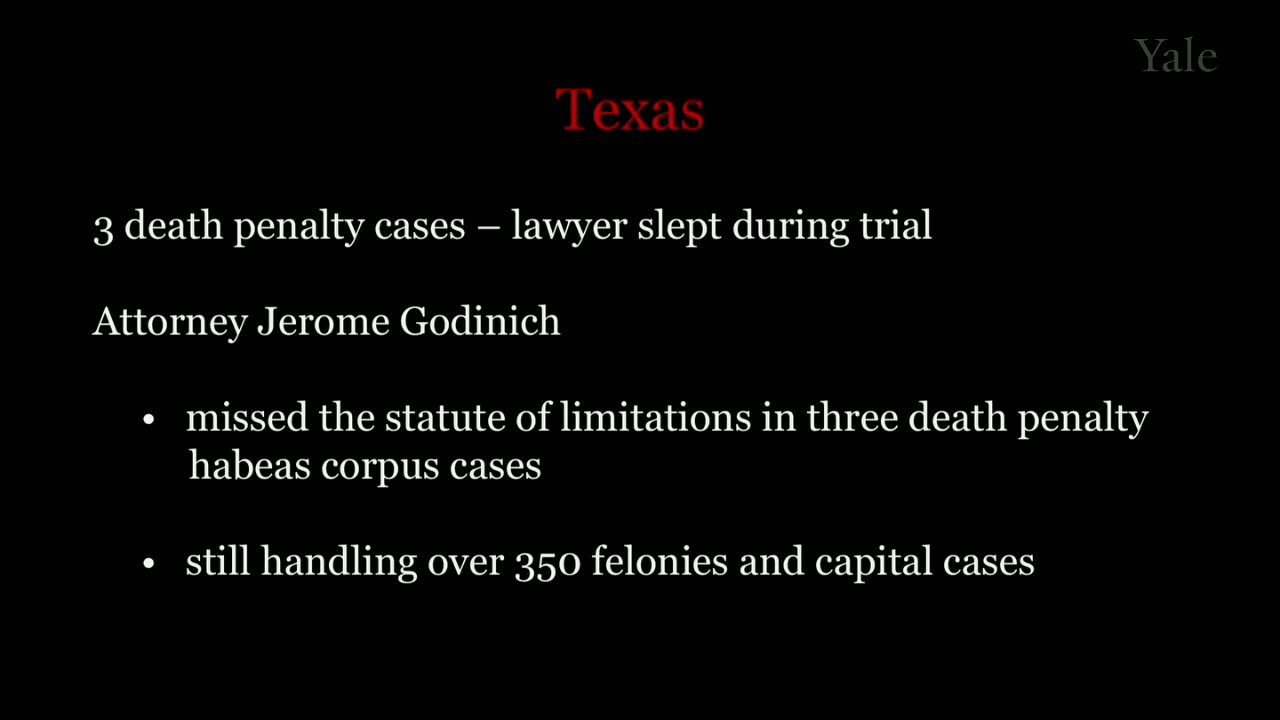 Yale
Texas
3 death penalty cases – lawyer slept during trial
Attorney Jerome Godinich
• missed the statute of limitations in three death penalty
habeas corpus cases
• still handling over 350 felonies and capital cases